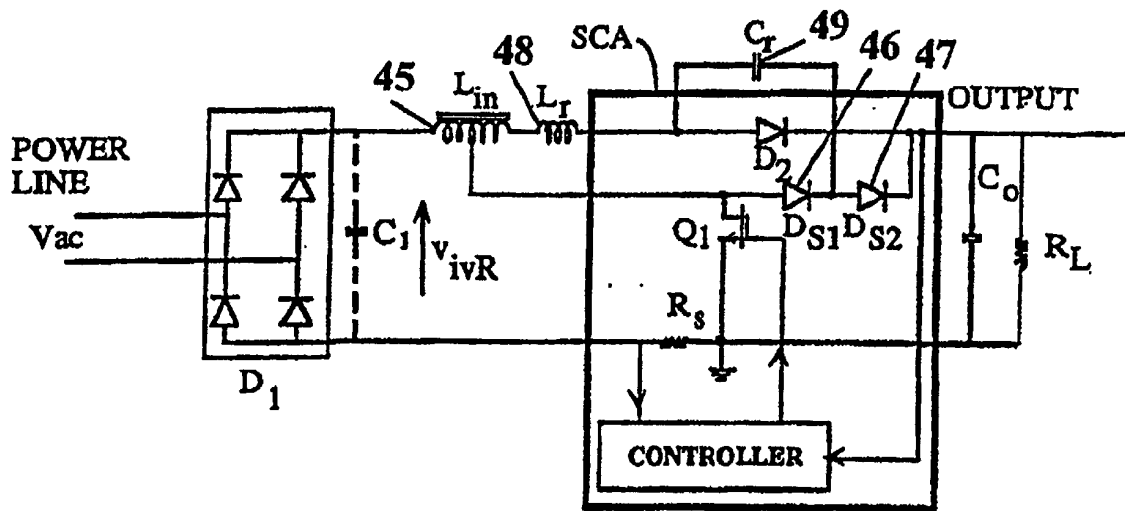 SCA
C_r
49
46
47
45
48
L_in
L_r
OUTPUT
POWER
LINE
D_2
C_o
Vac
C_1
v_ivR
Q_1
D_S1
D_S2
R_L
R_s
D_1
CONTROLLER